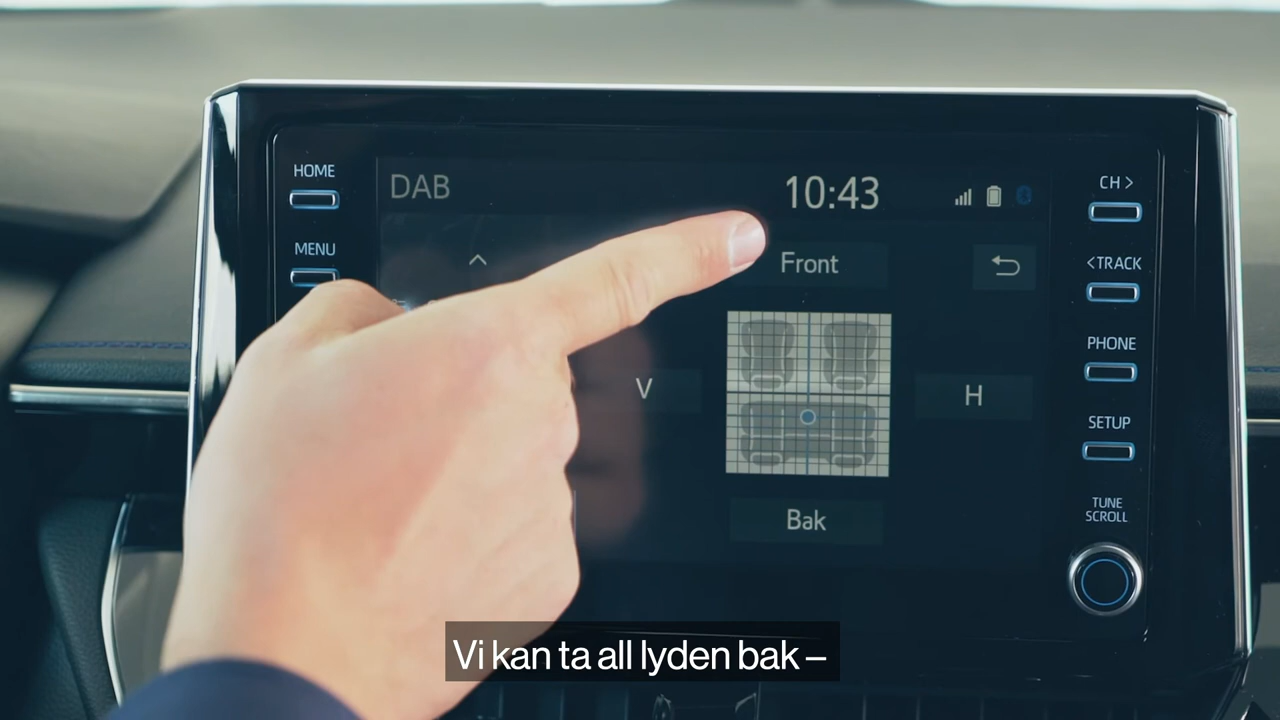 HOME
MENU
DAB
10:43
Front
V
H
Bak
CH >
<TRACK
PHONE
SETUP
TUNE
SCROLL
Vi kan ta all lyden bak –